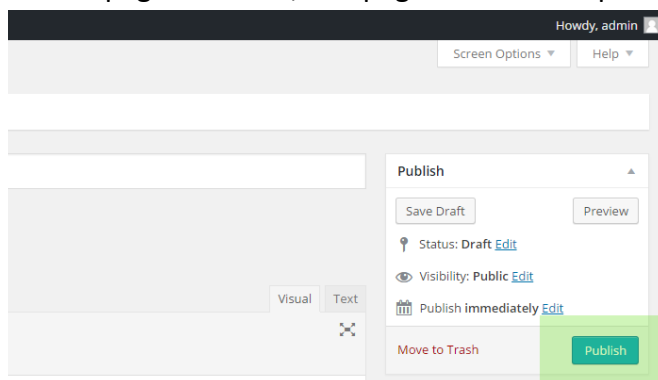 Howdy, admin
Screen Options Help
Publish
Save Draft Preview
Status: Draft Edit
Visibility: Public Edit
Visual Text
Publish immediately Edit
Move to Trash Publish